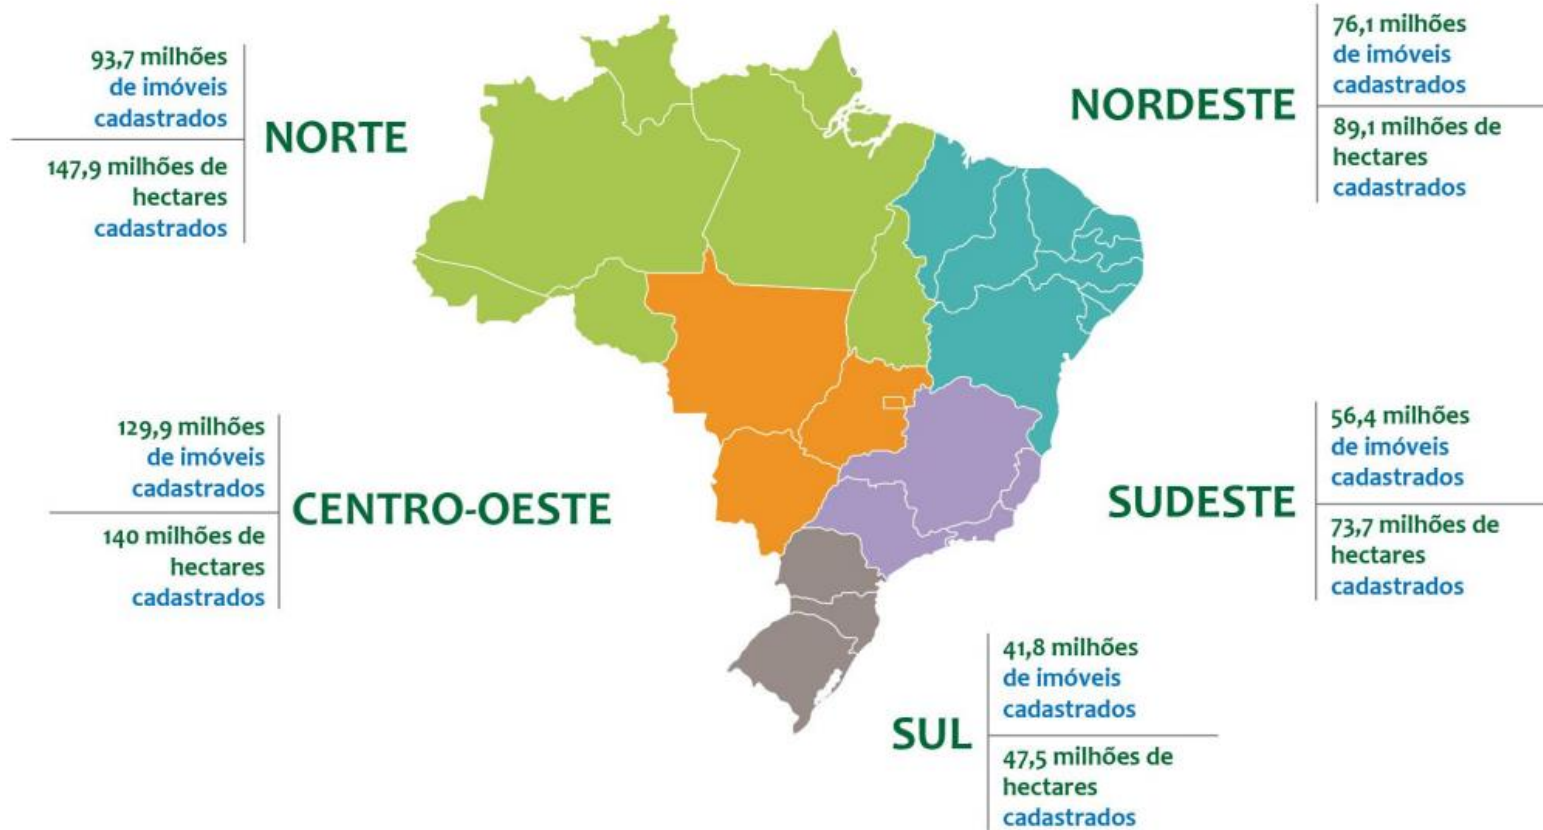 NORTE
93,7 milhões
de imóveis
cadastrados
147,9 milhões de
hectares
cadastrados
NORDESTE
76,1 milhões
de imóveis
cadastrados
89,1 milhões de
hectares
cadastrados
CENTRO-OESTE
129,9 milhões
de imóveis
cadastrados
140 milhões de
hectares
cadastrados
SUDESTE
56,4 milhões
de imóveis
cadastrados
73,7 milhões de
hectares
cadastrados
SUL
41,8 milhões
de imóveis
cadastrados
47,5 milhões de
hectares
cadastrados